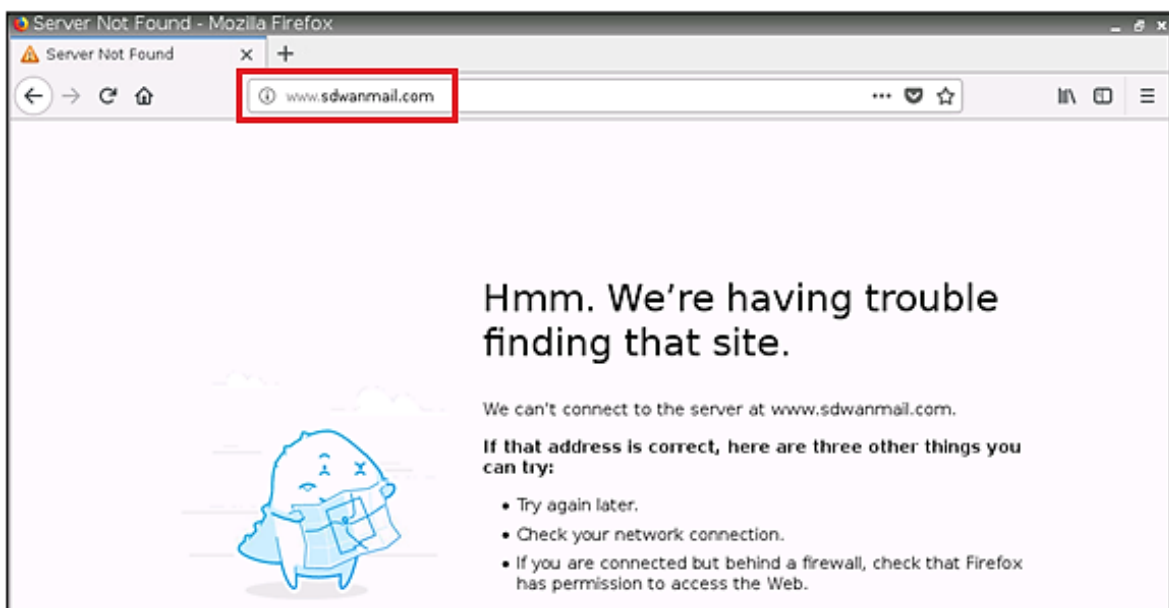 Server Not Found - Mozilla Firefox
Server Not Found
www.sdwanmail.com
Hmm. We're having trouble
finding that site.
We can't connect to the server at www.sdwanmail.com.
If that address is correct, here are three other things you
can try:
• Try again later.
• Check your network connection.
• If you are connected but behind a firewall, check that Firefox
has permission to access the Web.